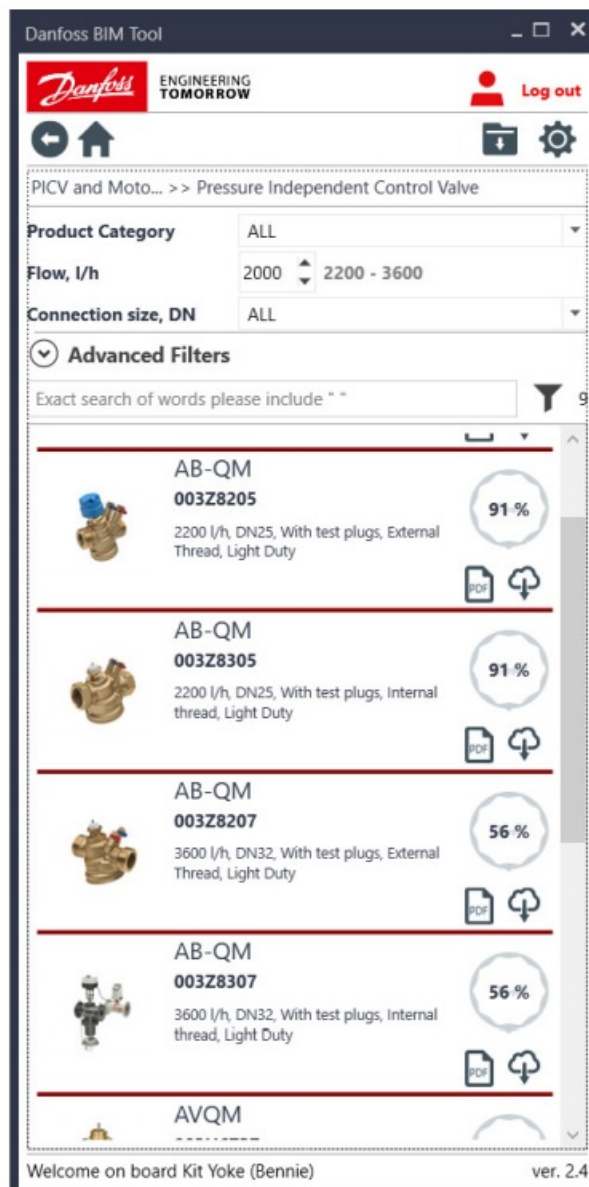 Danfoss BIM Tool
Danfoss
ENGINEERING
TOMORROW
Log out
PICV and Moto... >> Pressure Independent Control Valve
Product Category ALL
Flow, l/h 2000 2200 - 3600
Connection size, DN ALL
Advanced Filters
Exact search of words please include " " 9
AB-QM
003Z8205
91 %
2200 l/h, DN25, With test plugs, External
Thread, Light Duty
PDF
AB-QM
003Z8305
91 %
2200 l/h, DN25, With test plugs, Internal
thread, Light Duty
PDF
AB-QM
003Z8207
56 %
3600 l/h, DN32, With test plugs, External
Thread, Light Duty
PDF
AB-QM
003Z8307
56 %
3600 l/h, DN32, With test plugs, Internal
thread, Light Duty
PDF
AVQM
Welcome on board Kit Yoke (Bennie) ver. 2.4